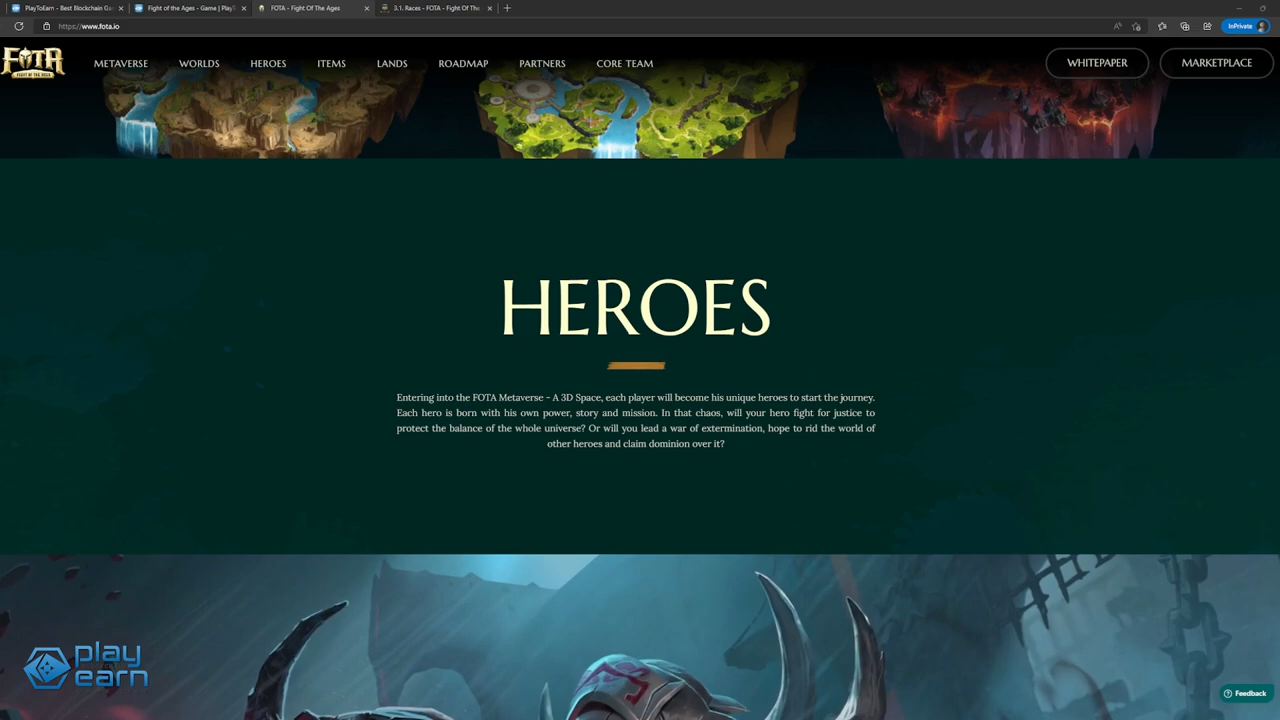 PlayToEarn - Best Blockchain Ga
Fight of the Ages - Game | PlayT
FOTA - Fight Of The Ages
3.1. Races - FOTA - Fight Of The
https://www.fota.io
InPrivate
FOTA
FIGHT OF THE AGES
METAVERSE
WORLDS
HEROES
ITEMS
LANDS
ROADMAP
PARTNERS
CORE TEAM
WHITEPAPER
MARKETPLACE
HEROES
Entering into the FOTA Metaverse - A 3D Space, each player will become his unique heroes to start the journey.
Each hero is born with his own power, story and mission. In that chaos, will your hero fight for justice to
protect the balance of the whole universe? Or will you lead a war of extermination, hope to rid the world of
other heroes and claim dominion over it?
play
earn
Feedback